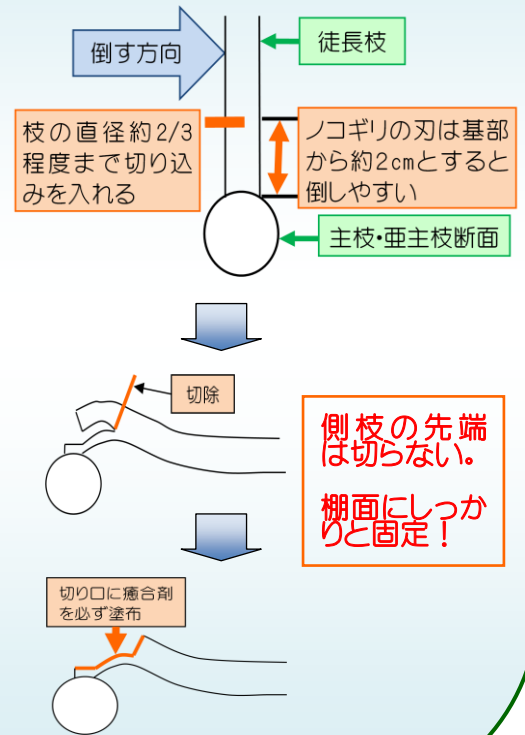 倒す方向
徒長枝
枝の直径約2/3
程度まで切り込
みを入れる
ノコギリの刃は基部
から約2cmとすると
倒しやすい
主枝・亜主枝断面
切除
側枝の先端
は切らない。
棚面にしっか
りと固定！
切り口に癒合剤
を必ず塗布